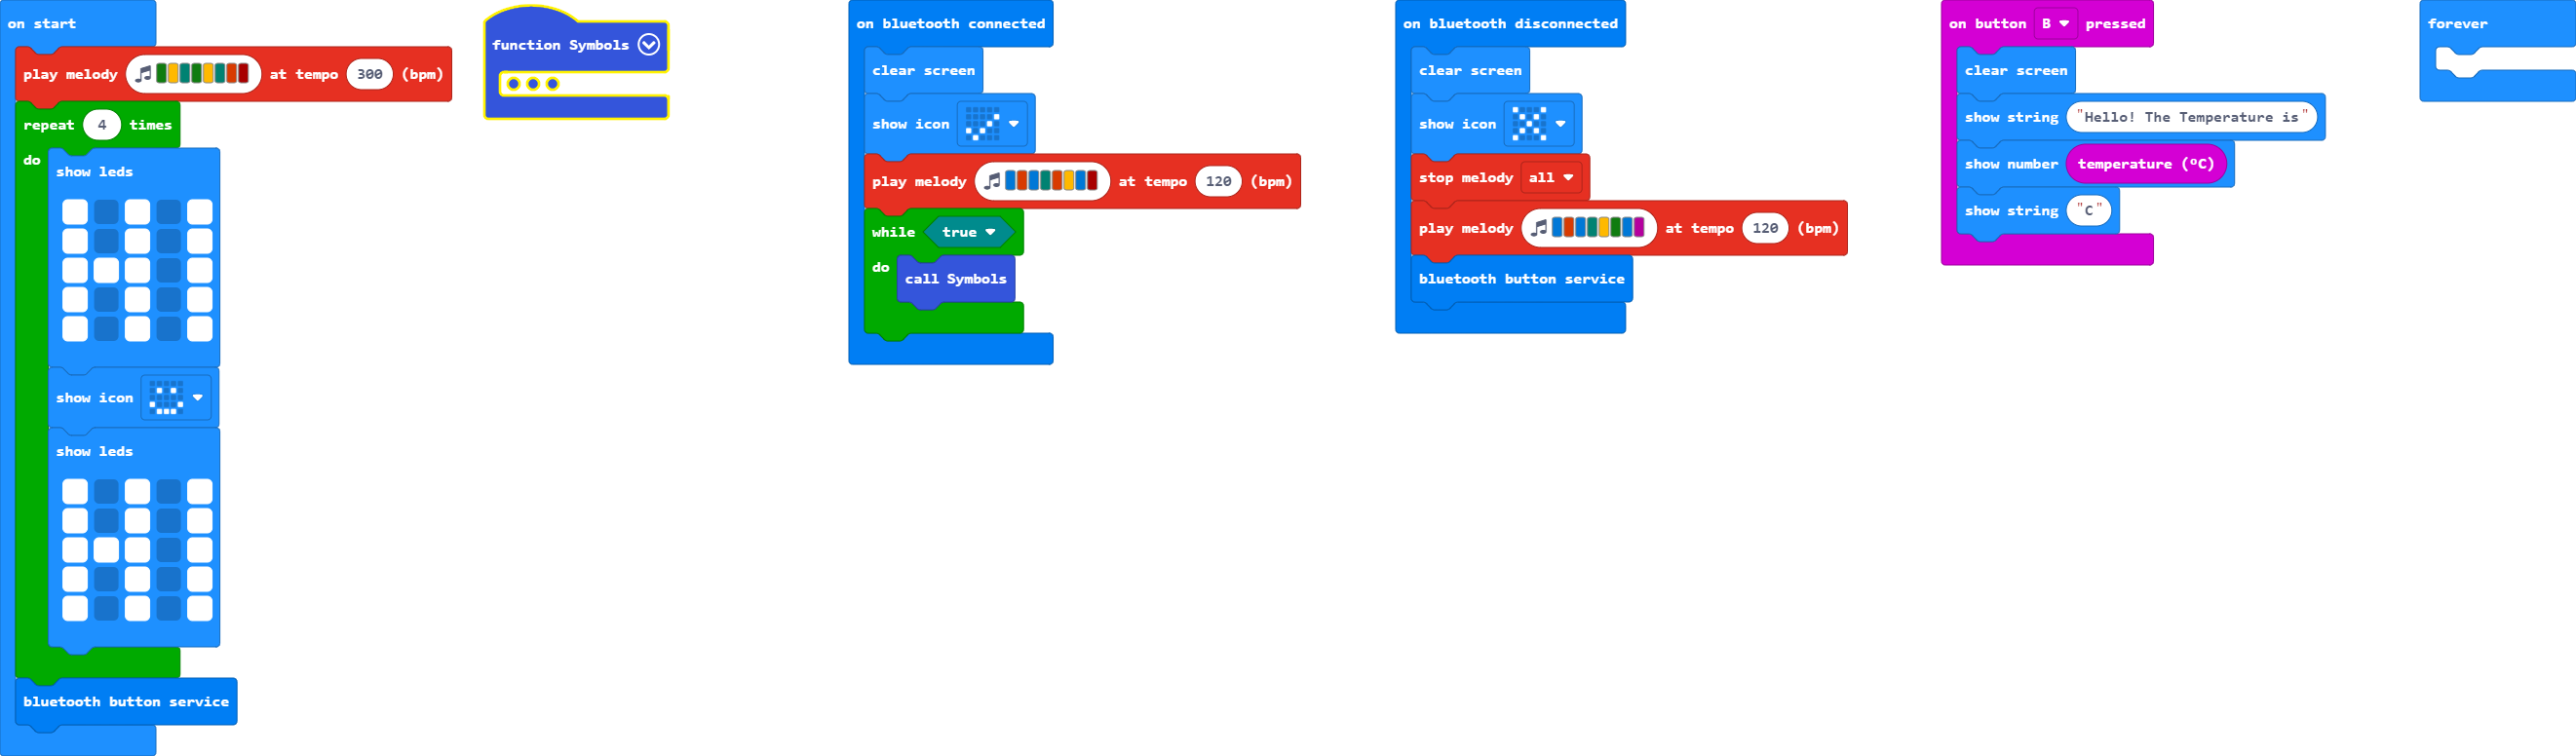 on start
play melody at tempo 300 (bpm)
repeat 4 times
do
show leds
show icon
show leds
bluetooth button service
function Symbols
on bluetooth connected
clear screen
show icon
play melody at tempo 120 (bpm)
while true
do
call Symbols
on bluetooth disconnected
clear screen
show icon
stop melody all
play melody at tempo 120 (bpm)
bluetooth button service
on button B pressed
clear screen
show string "Hello! The Temperature is"
show number temperature (ºC)
show string "C"
forever